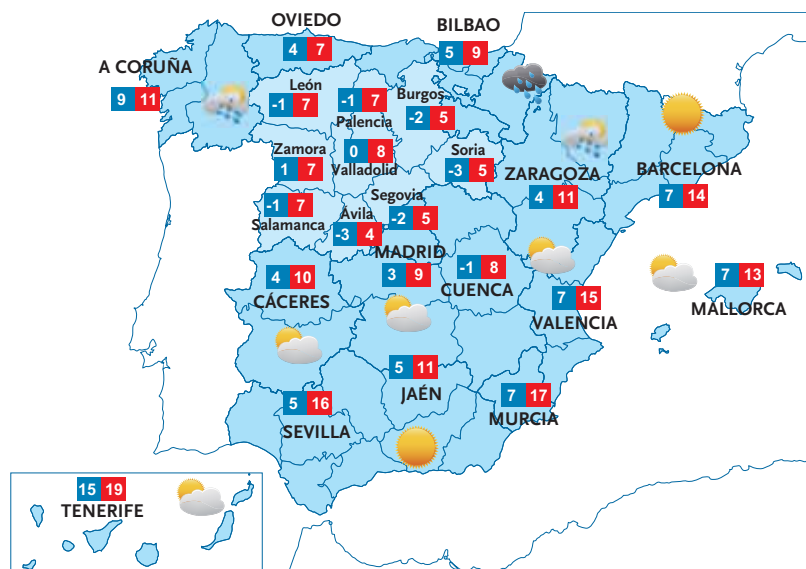 OVIEDO
4 7
BILBAO
5 9
A CORUÑA
9 11
León
-1 7
-1 7
Palencia
Burgos
-2 5
Zamora
1 7
0 8
Valladolid
Soria
-3 5
ZARAGOZA
4 11
BARCELONA
7 14
-1 7
Salamanca
Ávila
-3 4
Segovia
-2 5
MADRID
3 9
-1 8
CUENCA
4 10
CÁCERES
7 15
VALENCIA
7 13
MALLORCA
5 11
JAÉN
5 16
SEVILLA
7 17
MURCIA
15 19
TENERIFE